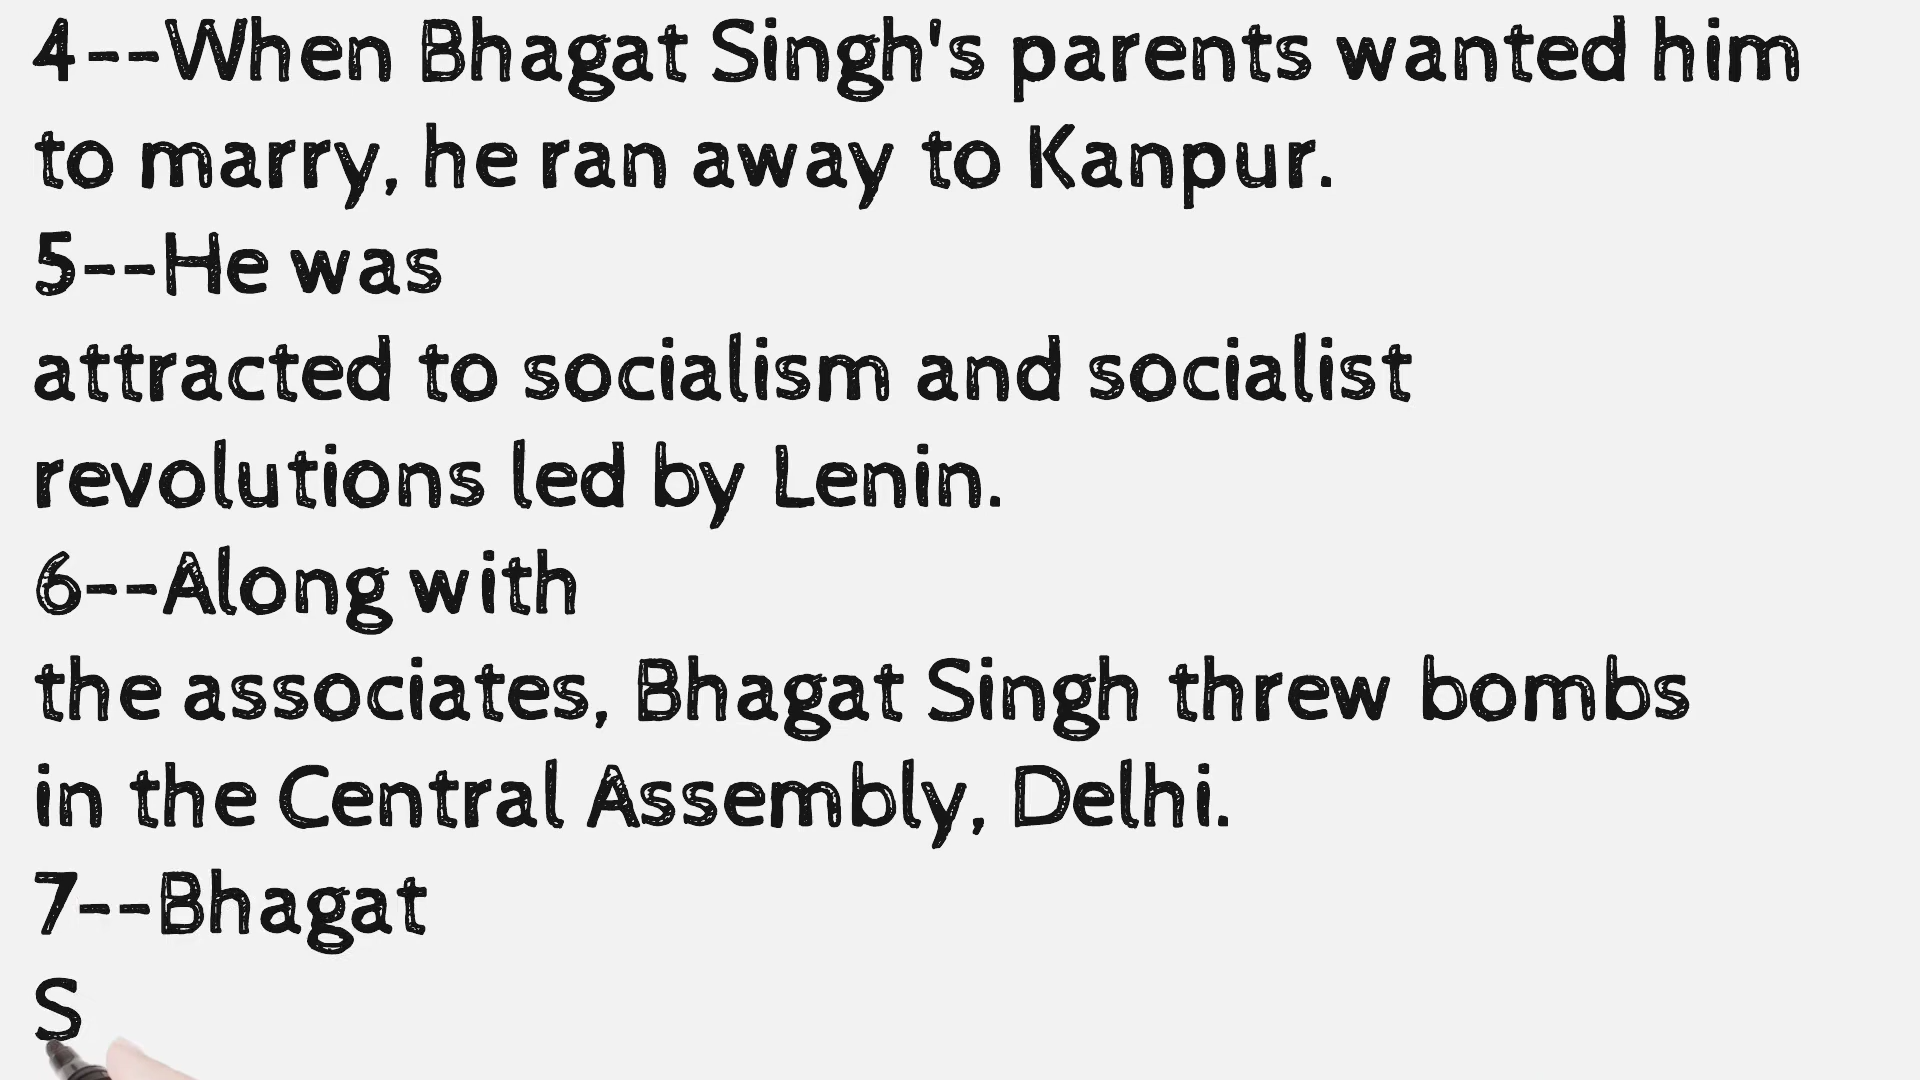 4--When Bhagat Singh's parents wanted him
to marry, he ran away to Kanpur.
5--He was
attracted to socialism and socialist
revolutions led by Lenin.
6--Along with
the associates, Bhagat Singh threw bombs
in the Central Assembly, Delhi.
7--Bhagat
S